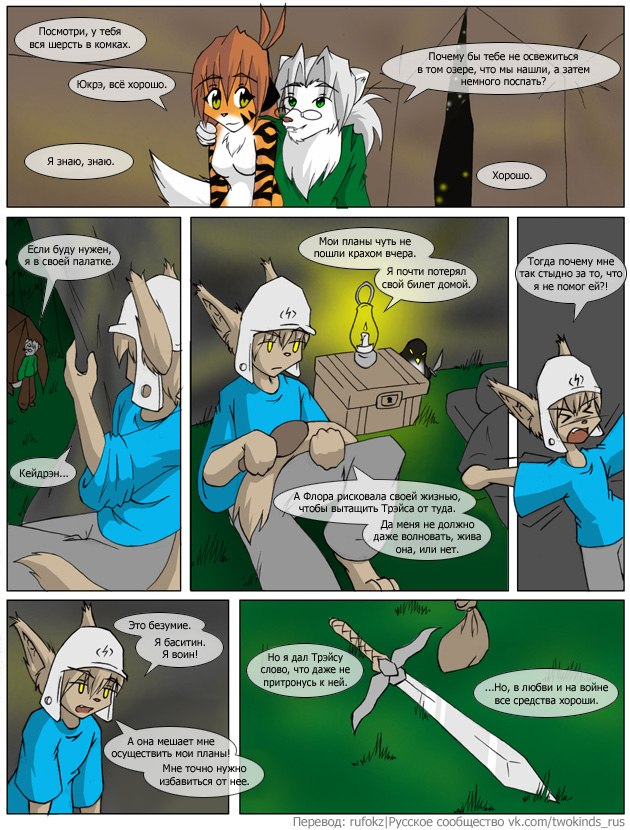 Посмотри, у тебя
вся шерсть в комках.
Юкрэ, всё хорошо.
Почему бы тебе не освежиться
в том озере, что мы нашли, а затем
немного поспать?
Я знаю, знаю.
Хорошо.
Если буду нужен,
я в своей палатке.
Кейдрэн...
Мои планы чуть не
пошли крахом вчера.
Я почти потерял
свой билет домой.
А Флора рисковала своей жизнью,
чтобы вытащить Трэйса от туда.
Да меня не должно
даже волновать, жива
она, или нет.
Тогда почему мне
так стыдно за то, что
я не помог ей?!
Это безумие.
Я баситин.
Я воин!
А она мешает мне
осуществить мои планы!
Мне точно нужно
избавиться от нее.
Но я дал Трэйсу
слово, что даже не
притронусь к ней.
...Но, в любви и на войне
все средства хороши.
Перевод: rufokz|Русское сообщество vk.com/twokinds_rus